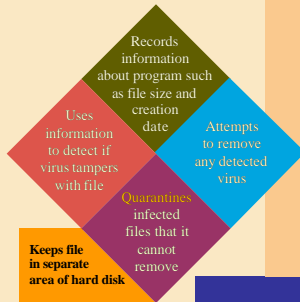 Records
information
about program such
as file size and
creation
date
Uses
information
to detect if
virus tampers
with file
Attempts
to remove
any detected
virus
Quarantines
infected
files that it
cannot
remove
Keeps file
in separate
area of hard disk